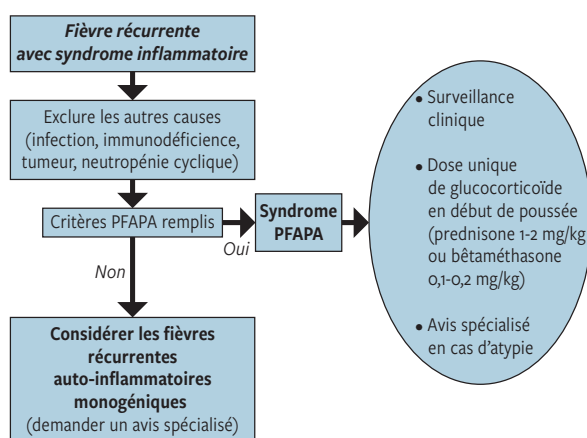 Fièvre récurrente
avec syndrome inflammatoire
Exclure les autres causes
(infection, immunodéficience,
tumeur, neutropénie cyclique)
Critères PFAPA remplis
Oui
Syndrome
PFAPA
• Surveillance
clinique
• Dose unique
de glucocorticoïde
en début de poussée
(prednisone 1-2 mg/kg
ou bêtaméthasone
0,1-0,2 mg/kg)
• Avis spécialisé
en cas d’atypie
Non
Considérer les fièvres
récurrentes
auto-inflammatoires
monogéniques
(demander un avis spécialisé)